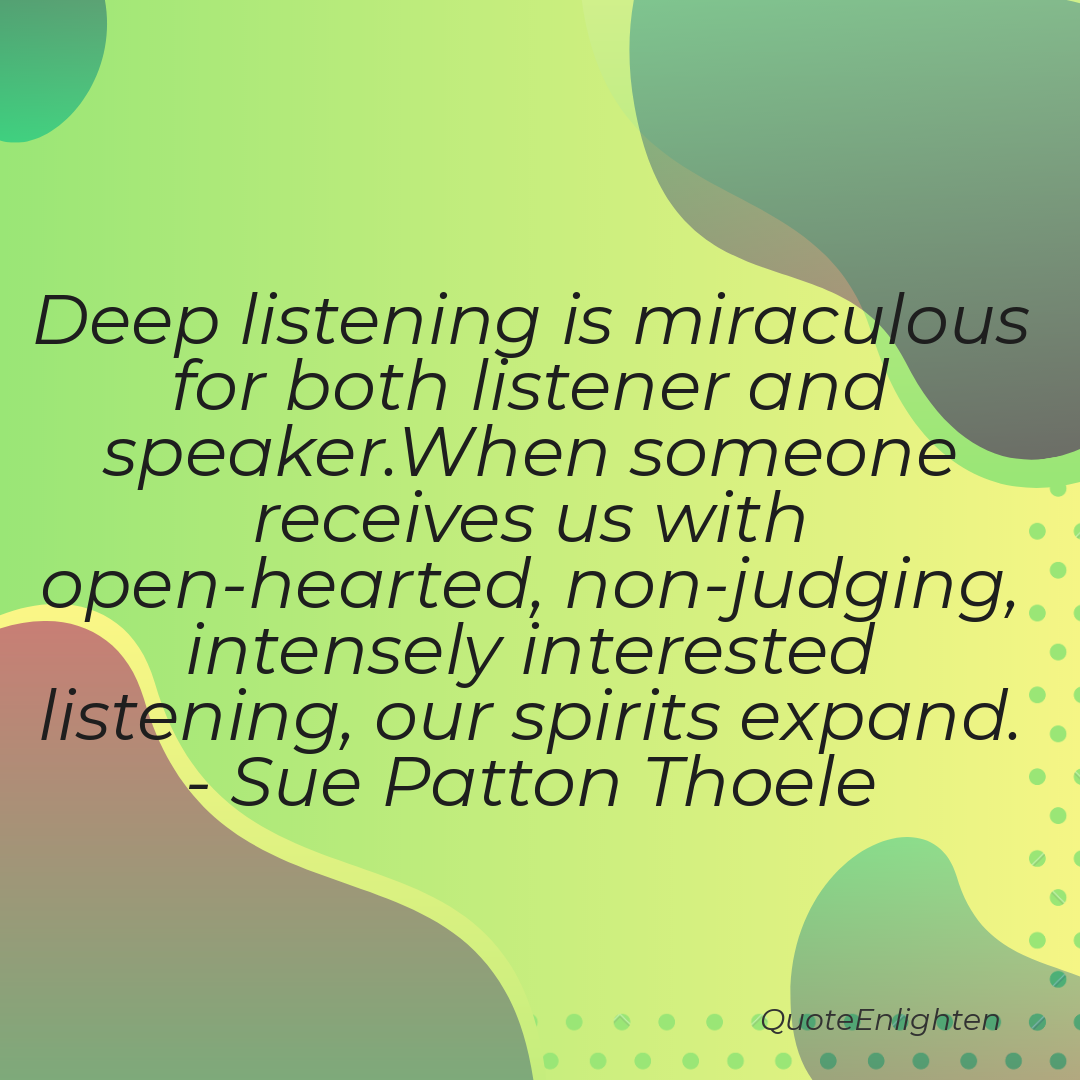 Deep listening is miraculous
for both listener and
speaker.When someone
receives us with
open-hearted, non-judging,
intensely interested
listening, our spirits expand.
- Sue Patton Thoele
QuoteEnlighten